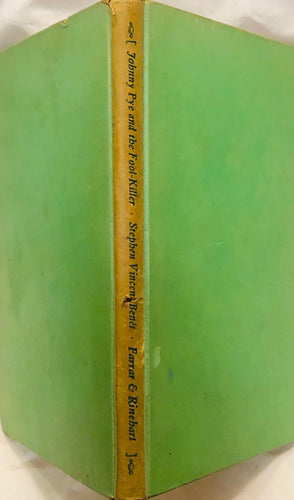 [ Johnny Pye and the Fool-Killer · Stephen Vincent Benét · Farrar & Rinehart ]